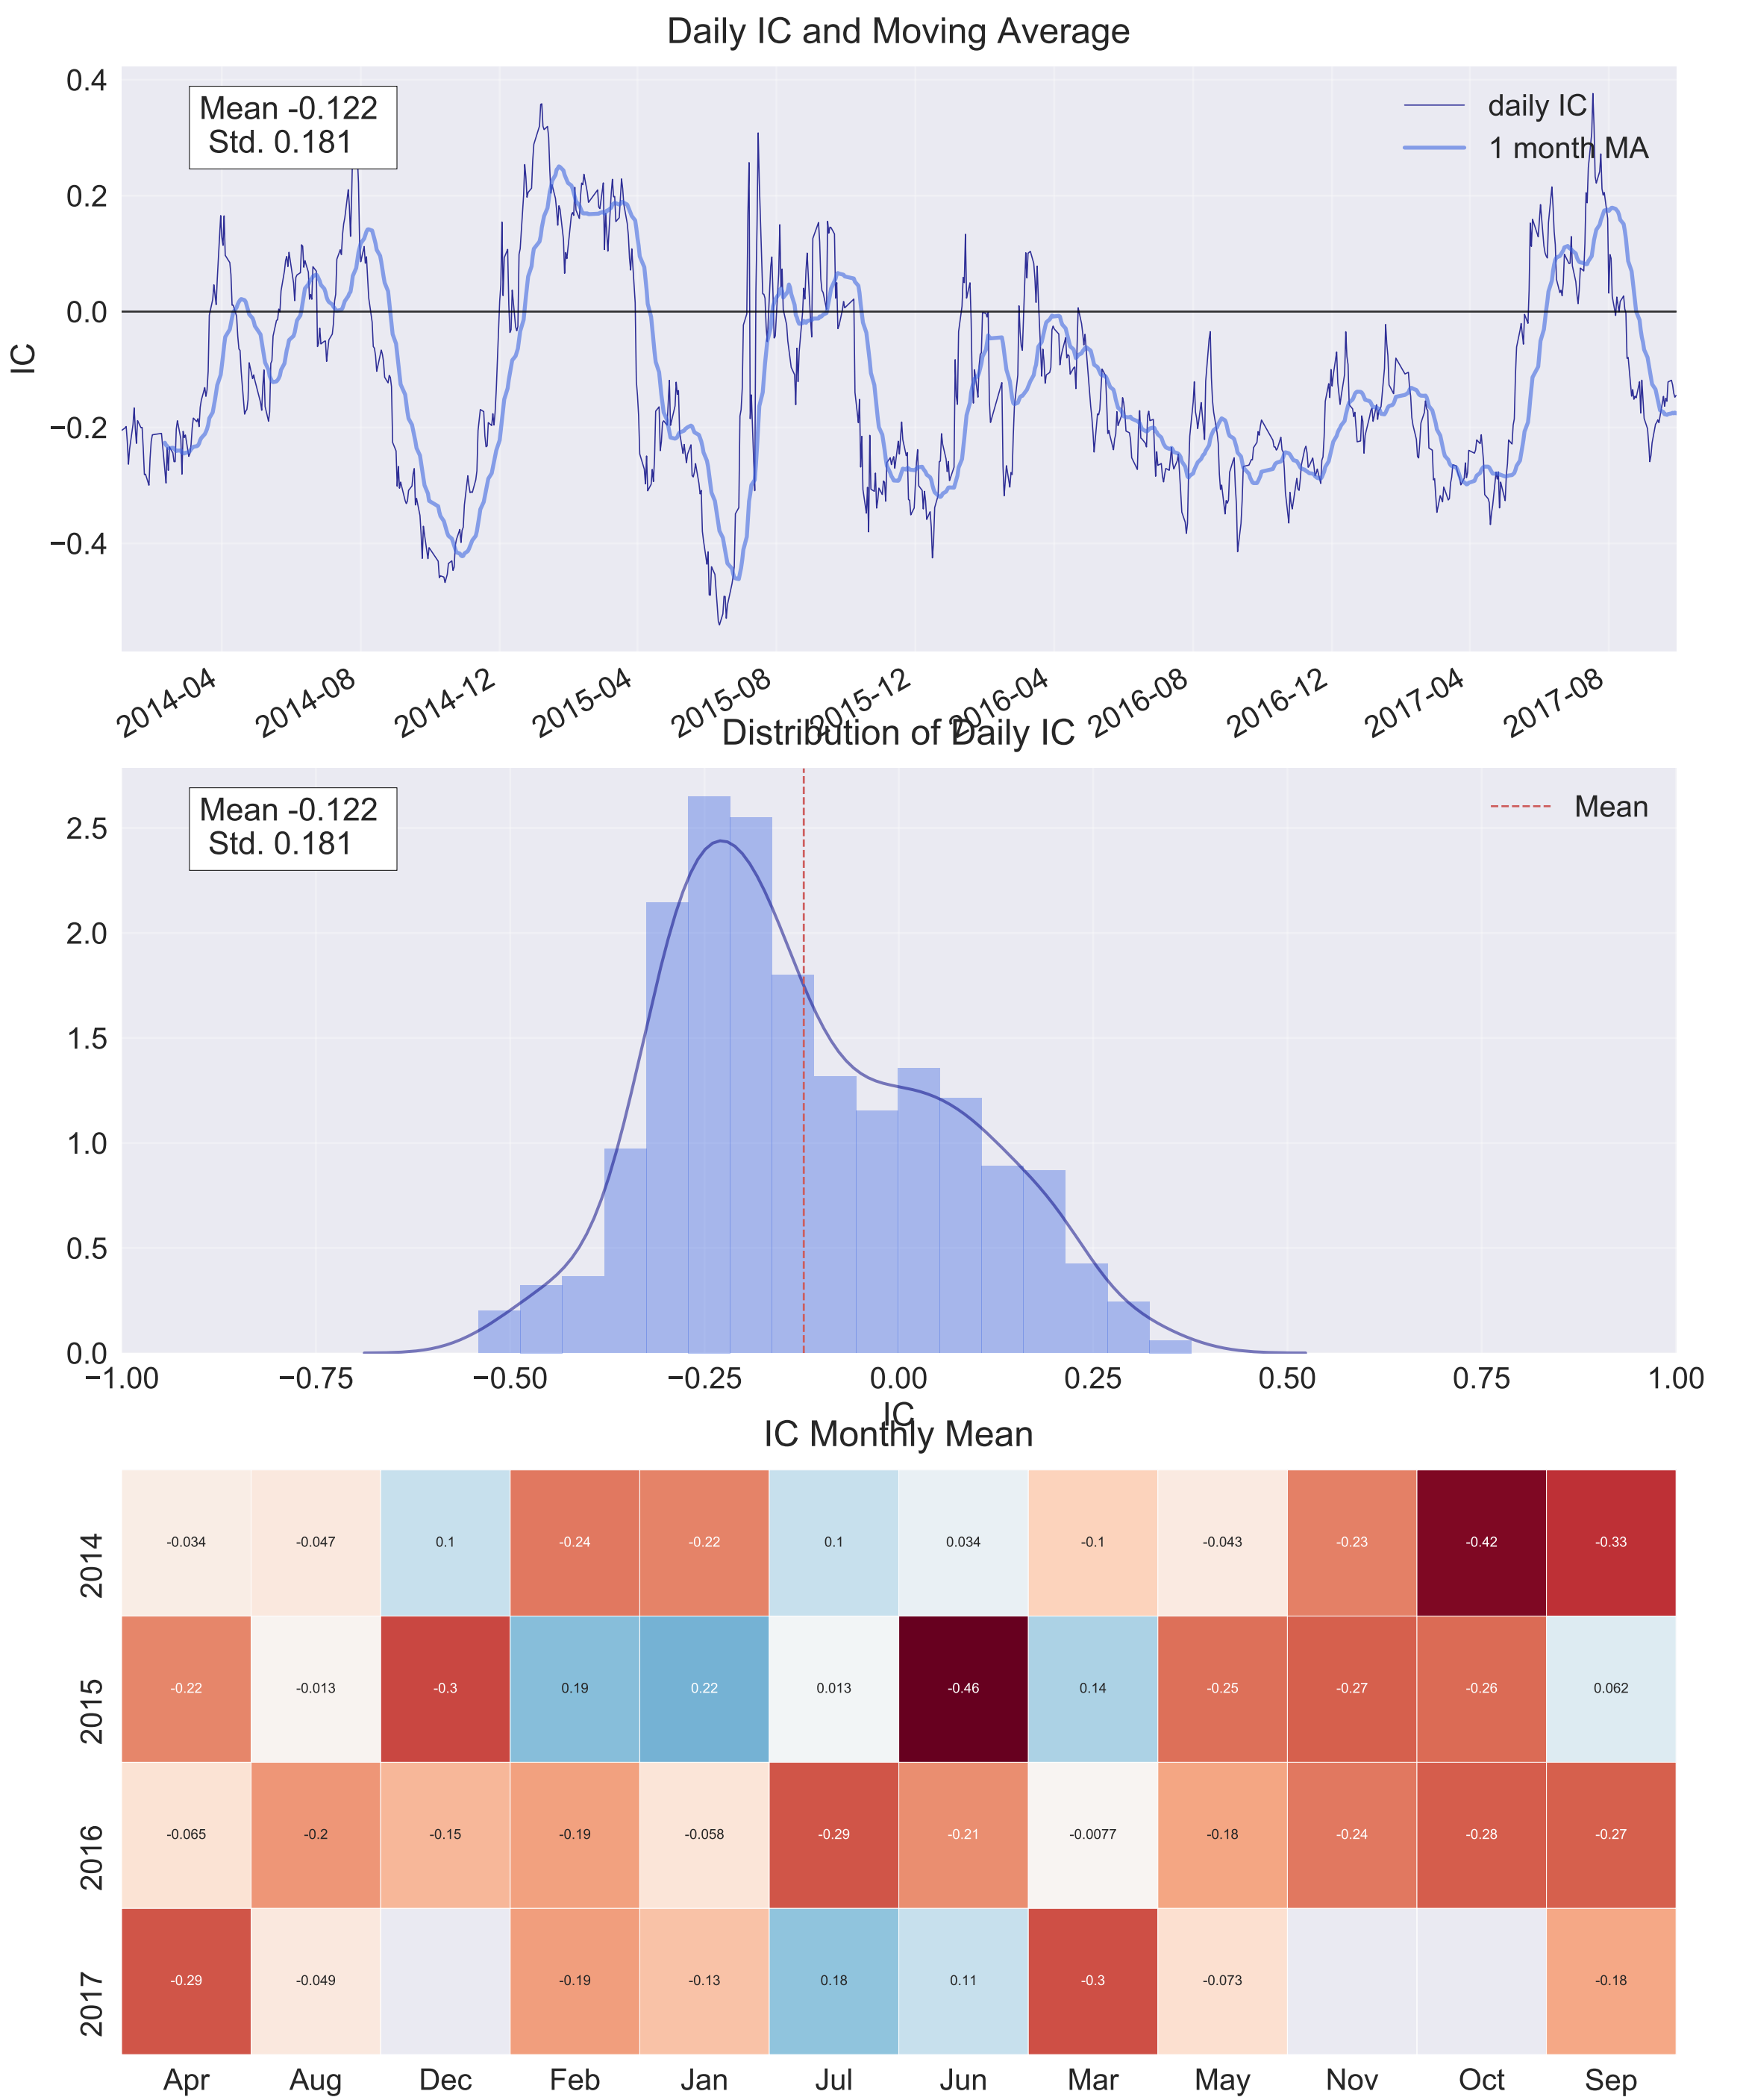 Daily IC and Moving Average
0.4
0.2
0.0
−0.2
−0.4
IC
Mean -0.122
Std. 0.181
daily IC
1 month MA
2014-04 2014-08 2014-12 2015-04 2015-08 2015-12 2016-04 2016-08 2016-12 2017-04 2017-08
Distribution of Daily IC
Mean -0.122
Std. 0.181
Mean
2.5
2.0
1.5
1.0
0.5
0.0
−1.00 −0.75 −0.50 −0.25 0.00 0.25 0.50 0.75 1.00
IC
IC Monthly Mean
2014 -0.034 -0.047 0.1 -0.24 -0.22 0.1 0.034 -0.1 -0.043 -0.23 -0.42 -0.33
2015 -0.22 -0.013 -0.3 0.19 0.22 0.013 -0.46 0.14 -0.25 -0.27 -0.26 0.062
2016 -0.065 -0.2 -0.15 -0.19 -0.058 -0.29 -0.21 -0.0077 -0.18 -0.24 -0.28 -0.27
2017 -0.29 -0.049 -0.19 -0.13 0.18 0.11 -0.3 -0.073 -0.18
Apr Aug Dec Feb Jan Jul Jun Mar May Nov Oct Sep